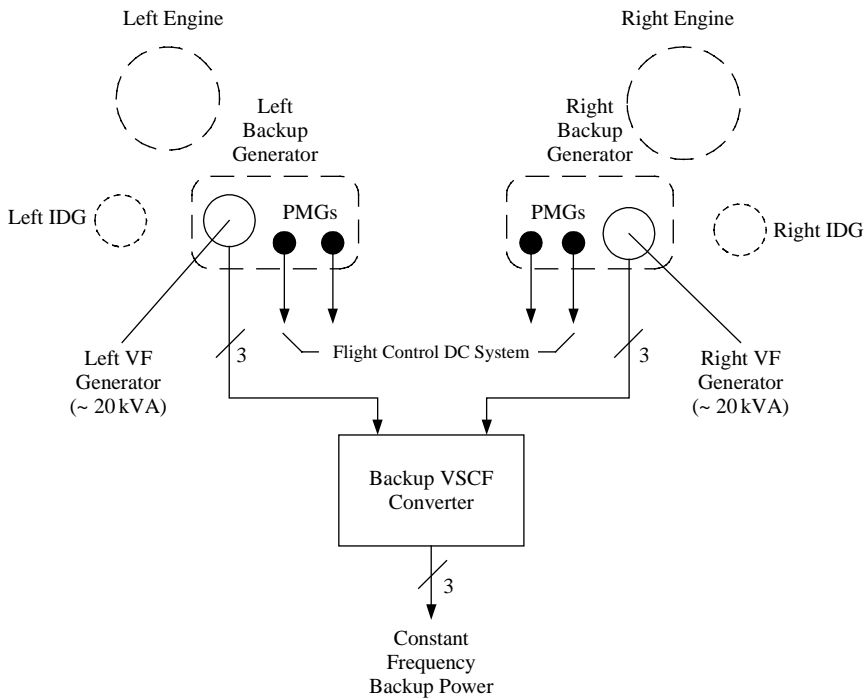 Left Engine
Right Engine
Left
Backup
Generator
Right
Backup
Generator
Left IDG
PMGs
PMGs
Right IDG
3
Flight Control DC System
3
Left VF
Generator
(~ 20 kVA)
Right VF
Generator
(~ 20 kVA)
Backup VSCF
Converter
3
Constant
Frequency
Backup Power